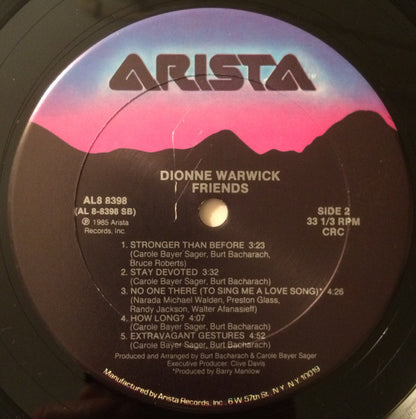 ARISTA
DIONNE WARWICK
FRIENDS
AL8 8398
(AL 8-8398 SB)
℗ 1985 Arista
Records, Inc.
SIDE 2
33 1/3 RPM
CRC
1. STRONGER THAN BEFORE 3:23
(Carole Bayer Sager, Burt Bacharach,
Bruce Roberts)
2. STAY DEVOTED 3:32
(Carole Bayer Sager, Burt Bacharach)
3. NO ONE THERE (TO SING ME A LOVE SONG)* 4:26
(Narada Michael Walden, Preston Glass,
Randy Jackson, Walter Afanasieff)
4. HOW LONG? 4:07
(Carole Bayer Sager, Burt Bacharach)
5. EXTRAVAGANT GESTURES 4:52
(Carole Bayer Sager, Burt Bacharach)
Produced and Arranged by Burt Bacharach & Carole Bayer Sager
Executive Producer: Clive Davis
*Produced by Barry Manilow
Manufactured by Arista Records, Inc., 6 W. 57th St., N.Y., N.Y. 10019